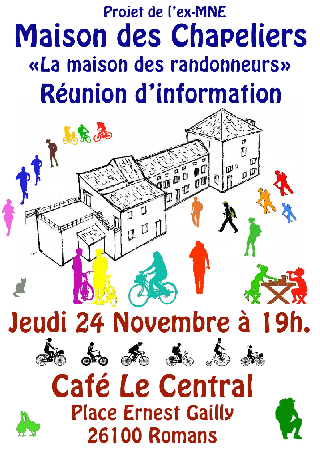 Projet de l'ex-MNE
Maison des Chapeliers
«La maison des randonneurs»
Réunion d'information
Jeudi 24 Novembre à 19h.
Café Le Central
Place Ernest Gailly
26100 Romans